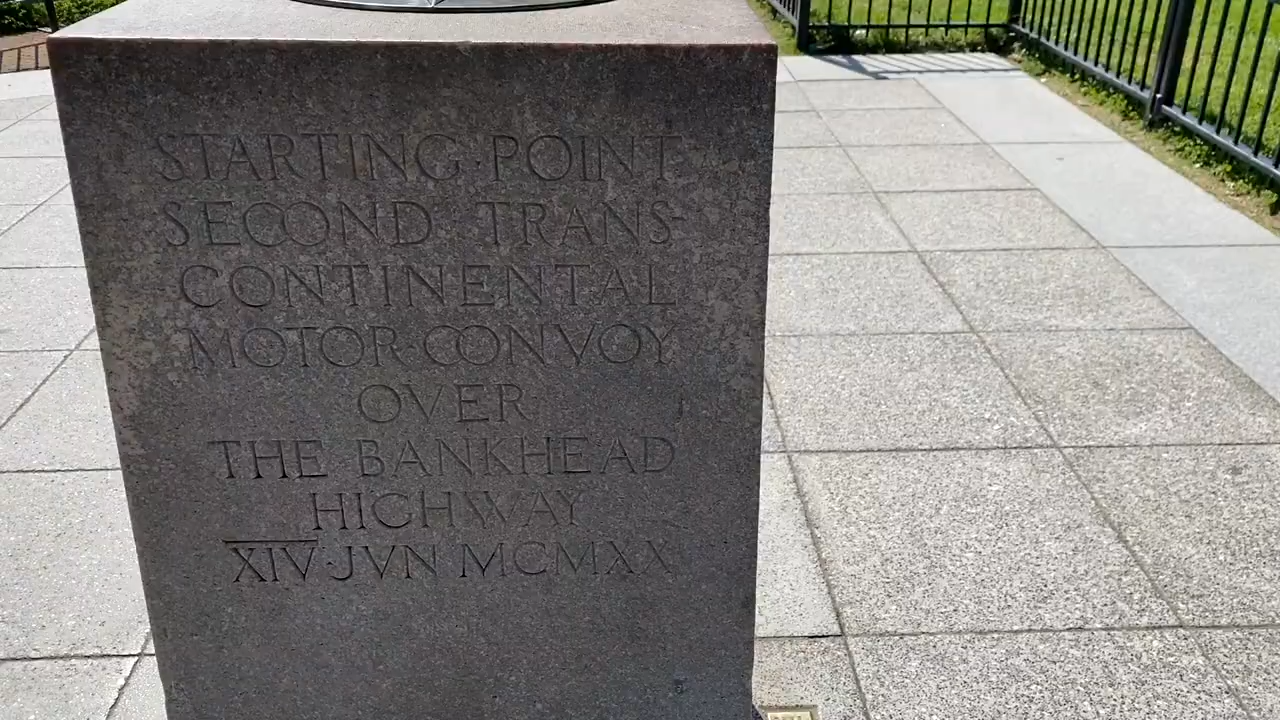 STARTING·POINT
SECOND TRANS-
CONTINENTAL
MOTOR·CONVOY
OVER
THE BANKHEAD
HIGHWAY
XIV·JVN MCMXX